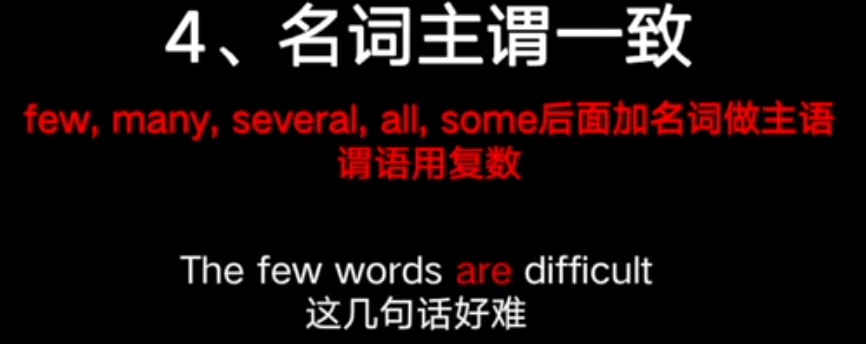 4、名词主谓一致
few, many, several, all, some后面加名词做主语
谓语用复数
The few words are difficult
这几句话好难